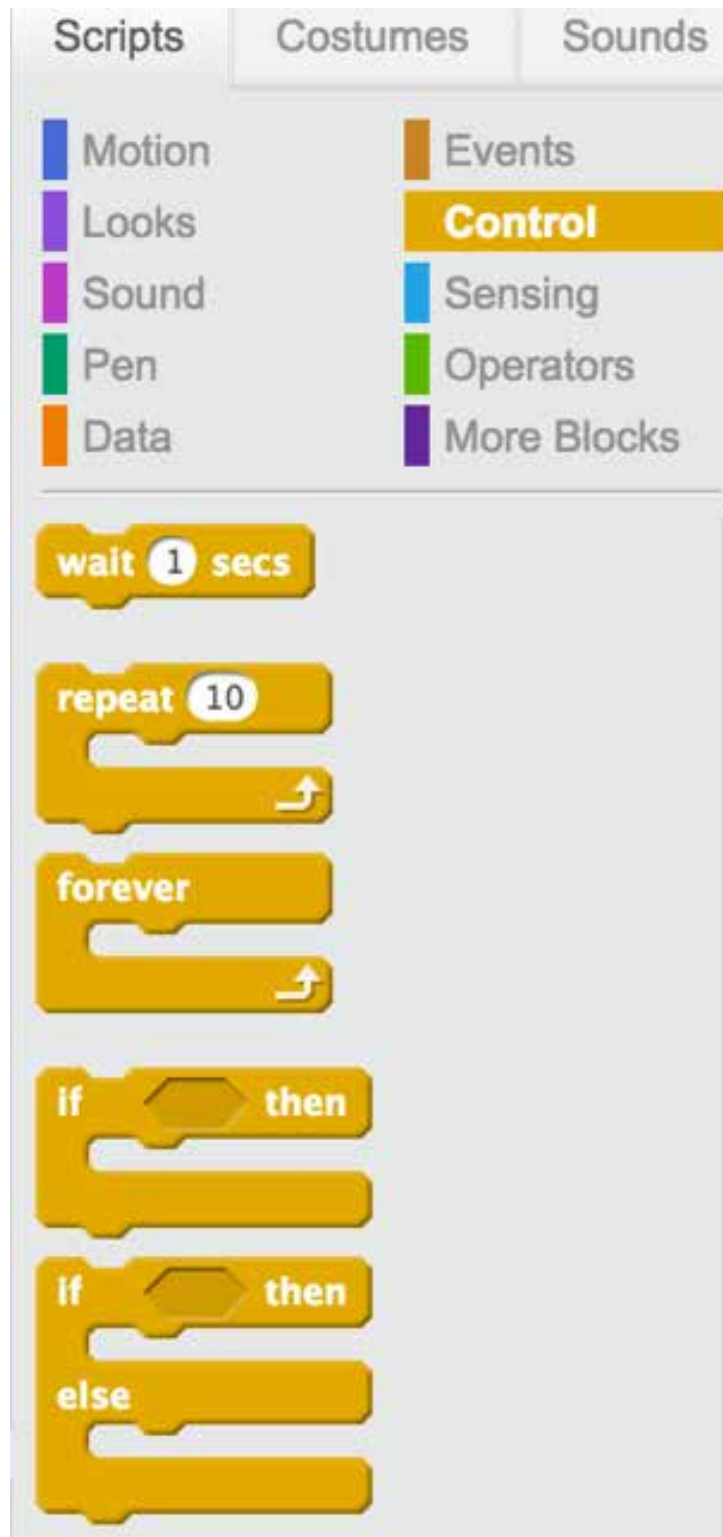 Scripts Costumes Sounds
Motion Events
Looks Control
Sound Sensing
Pen Operators
Data More Blocks
wait 1 secs
repeat 10
forever
if then
if then
else